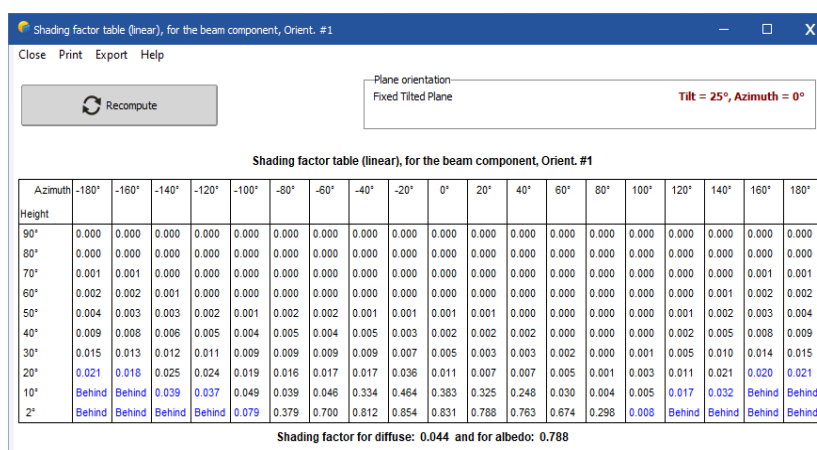 Shading factor table (linear), for the beam component, Orient. #1
Close Print Export Help
Recompute
Plane orientation
Fixed Tilted Plane Tilt = 25°, Azimuth = 0°
Shading factor table (linear), for the beam component, Orient. #1
Azimuth -180° -160° -140° -120° -100° -80° -60° -40° -20° 0° 20° 40° 60° 80° 100° 120° 140° 160° 180°
Height
90° 0.000 0.000 0.000 0.000 0.000 0.000 0.000 0.000 0.000 0.000 0.000 0.000 0.000 0.000 0.000 0.000 0.000 0.000 0.000
80° 0.000 0.000 0.000 0.000 0.000 0.000 0.000 0.000 0.000 0.000 0.000 0.000 0.000 0.000 0.000 0.000 0.000 0.000 0.000
70° 0.001 0.001 0.000 0.000 0.000 0.000 0.000 0.000 0.000 0.000 0.000 0.000 0.000 0.000 0.000 0.000 0.000 0.001 0.001
60° 0.002 0.002 0.001 0.000 0.000 0.000 0.000 0.000 0.000 0.000 0.000 0.000 0.000 0.000 0.000 0.000 0.001 0.002 0.002
50° 0.004 0.003 0.003 0.002 0.001 0.002 0.002 0.001 0.001 0.001 0.001 0.000 0.000 0.000 0.000 0.001 0.002 0.003 0.004
40° 0.009 0.008 0.006 0.005 0.004 0.005 0.004 0.005 0.003 0.002 0.002 0.002 0.000 0.000 0.000 0.002 0.005 0.008 0.009
30° 0.015 0.013 0.012 0.011 0.009 0.009 0.009 0.009 0.007 0.005 0.003 0.003 0.002 0.000 0.001 0.005 0.010 0.014 0.015
20° 0.021 0.018 0.025 0.024 0.019 0.016 0.017 0.017 0.036 0.011 0.007 0.007 0.005 0.001 0.003 0.011 0.021 0.020 0.021
10° Behind Behind 0.039 0.037 0.049 0.039 0.046 0.334 0.464 0.383 0.325 0.248 0.030 0.004 0.005 0.017 0.032 Behind Behind
2° Behind Behind Behind Behind 0.079 0.379 0.700 0.812 0.854 0.831 0.788 0.763 0.674 0.298 0.008 Behind Behind Behind Behind
Shading factor for diffuse: 0.044 and for albedo: 0.788